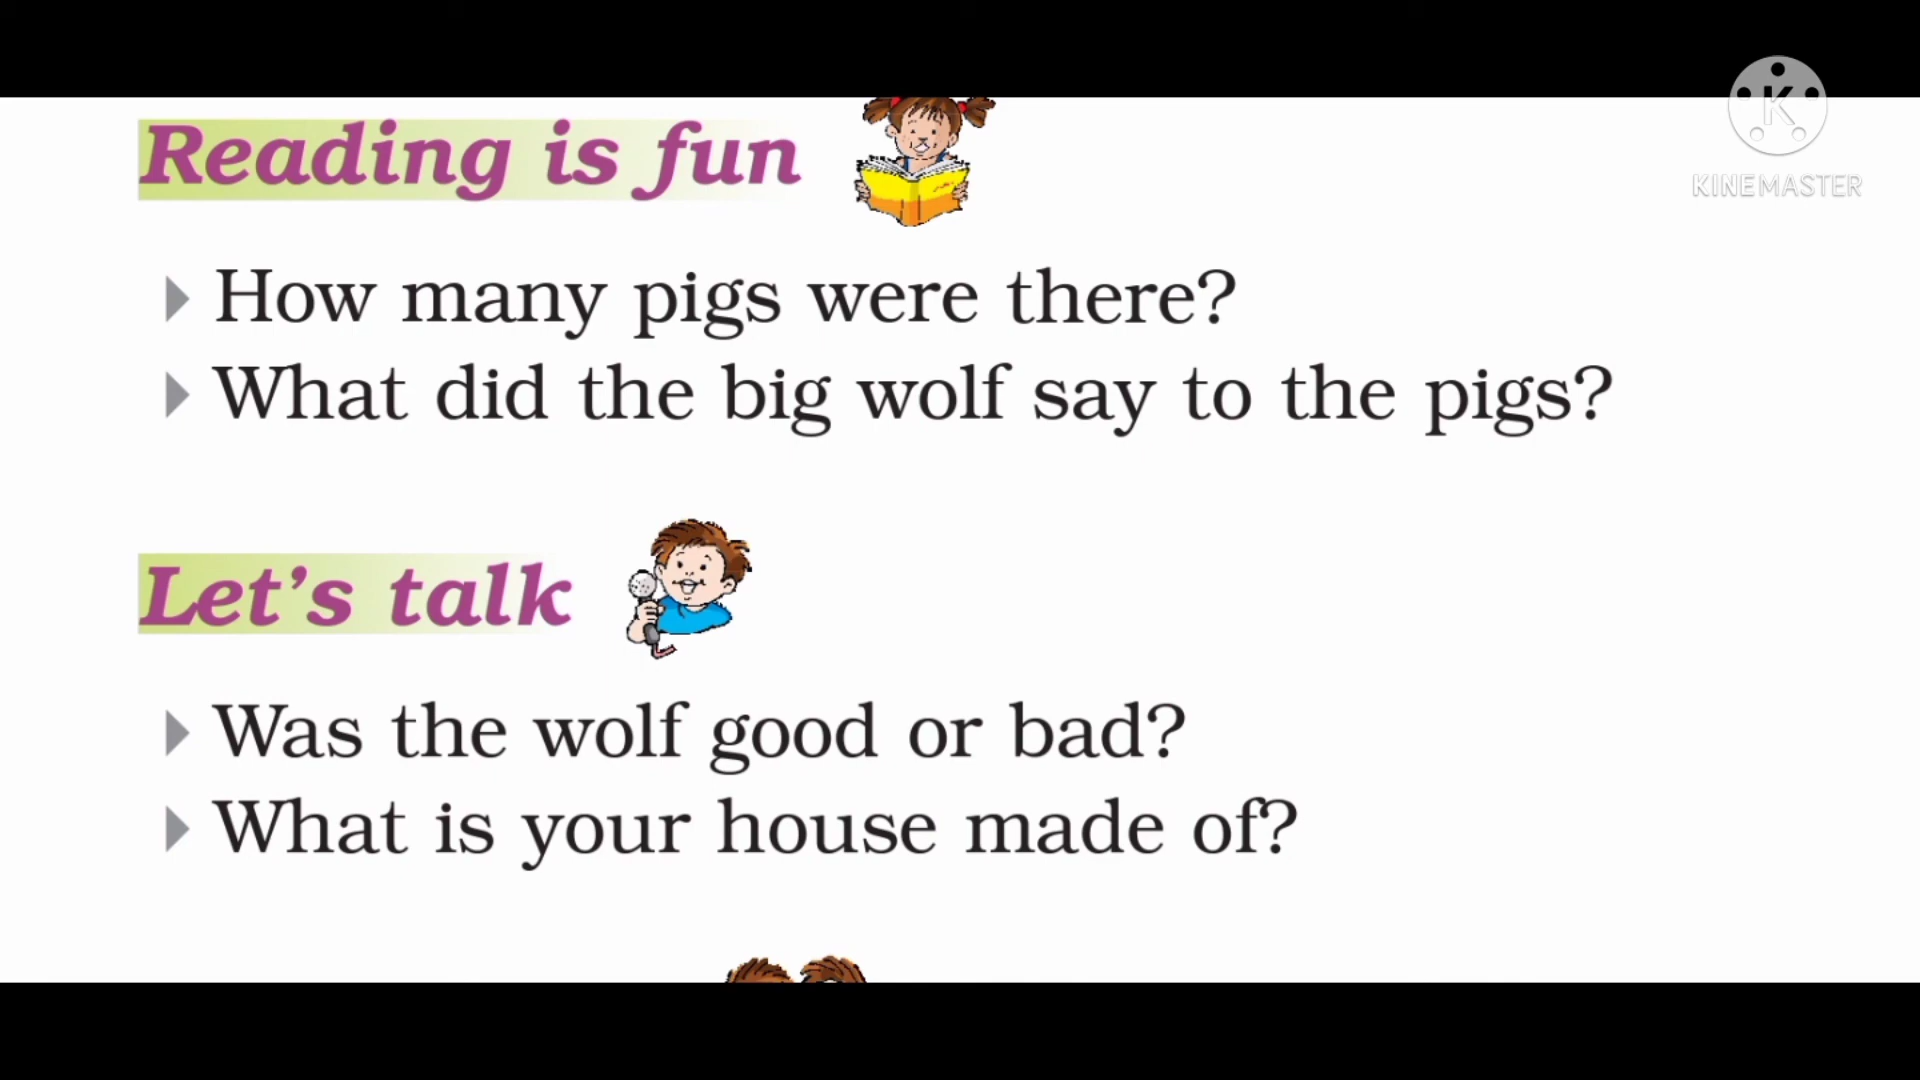 Reading is fun
How many pigs were there?
What did the big wolf say to the pigs?
Let's talk
Was the wolf good or bad?
What is your house made of?
K
KINEMASTER